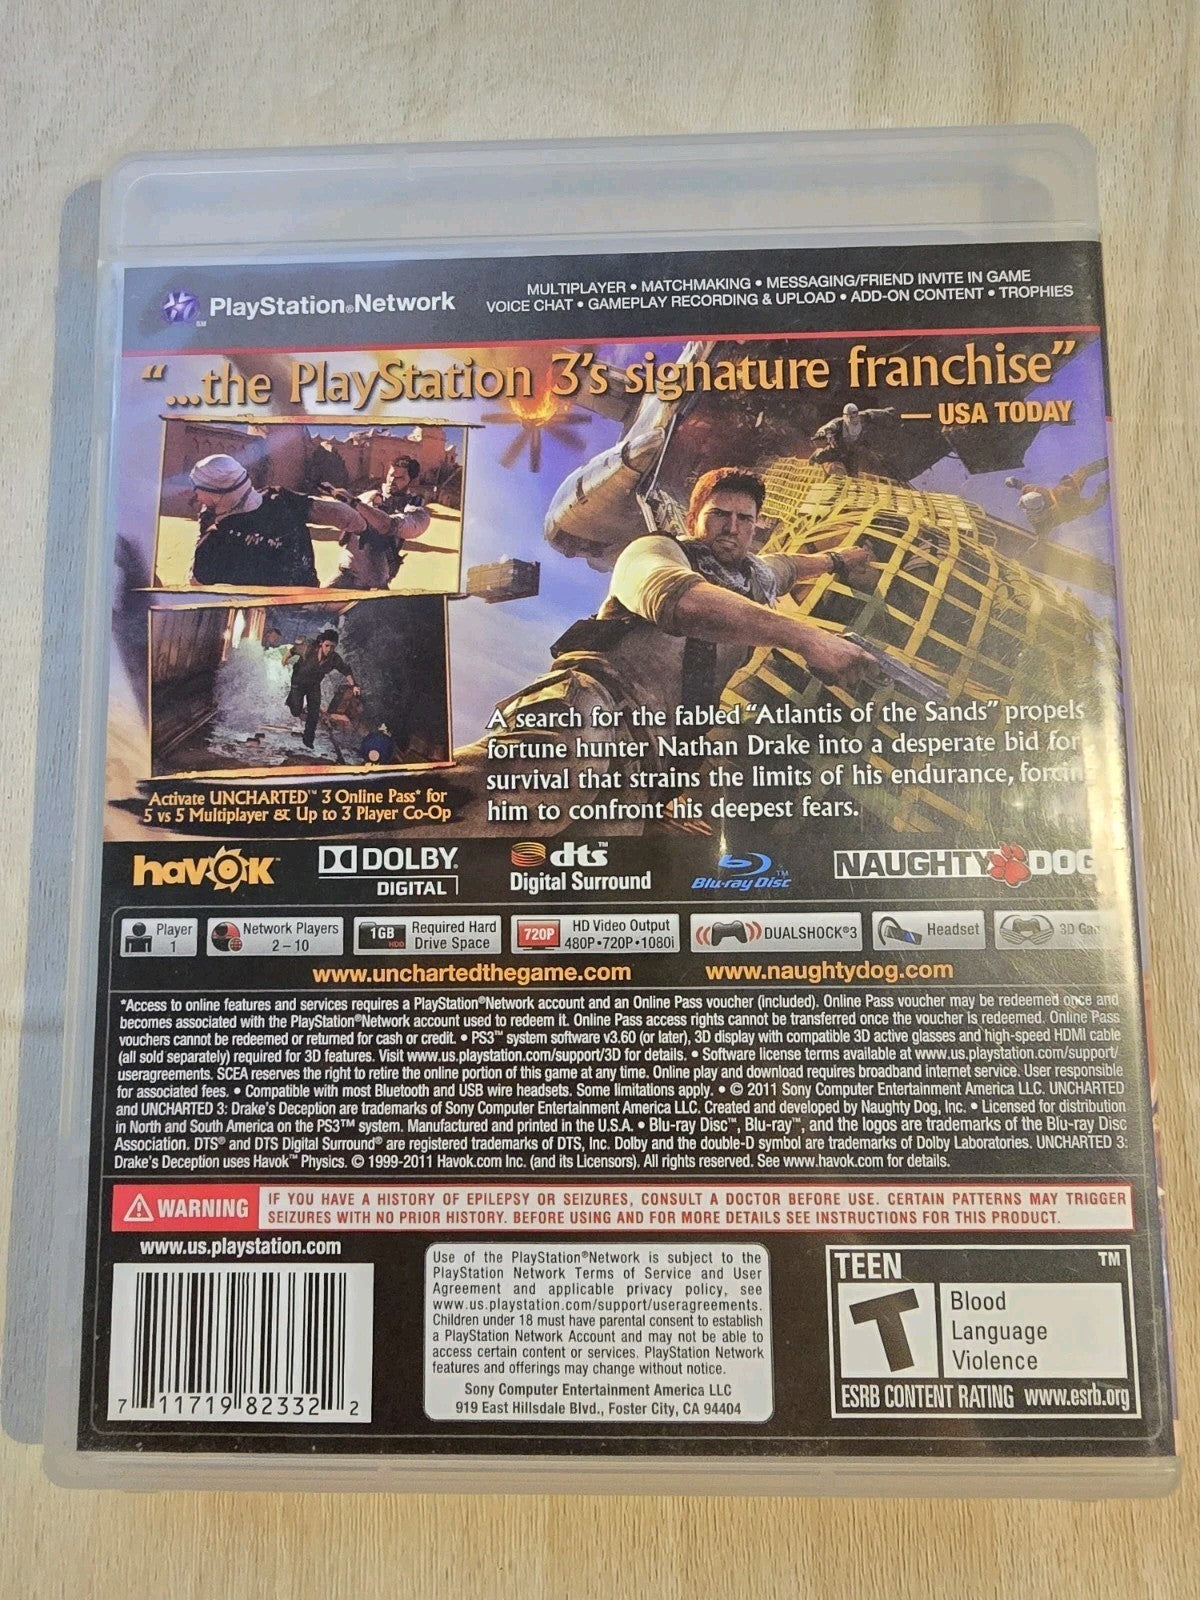 PlayStation®Network
SM
MULTIPLAYER • MATCHMAKING • MESSAGING/FRIEND INVITE IN GAME
VOICE CHAT • GAMEPLAY RECORDING & UPLOAD • ADD-ON CONTENT • TROPHIES
“...the PlayStation 3’s signature franchise”
— USA TODAY
A search for the fabled “Atlantis of the Sands” propels
fortune hunter Nathan Drake into a desperate bid for
survival that strains the limits of his endurance,
him to confront his deepest fears.
Activate UNCHARTED™ 3 Online Pass* for
5 vs 5 Multiplayer & Up to 3 Player Co-Op
havok™
DOLBY®
DIGITAL
dts™
Digital Surround
Blu-ray Disc™
NAUGHTY DOG
Player
1
Network Players
2 – 10
1GB HDD
Required Hard
Drive Space
720P
HD Video Output
480P•720P•1080i
DUALSHOCK®3
Headset
3D
www.unchartedthegame.com
www.naughtydog.com
*Access to online features and services requires a PlayStation®Network account and an Online Pass voucher (included). Online Pass voucher may be redeemed once and
becomes associated with the PlayStation®Network account used to redeem it. Online Pass access rights cannot be transferred once the voucher is redeemed. Online Pass
vouchers cannot be redeemed or returned for cash or credit. • PS3™ system software v3.60 (or later), 3D display with compatible 3D active glasses and high-speed HDMI cable
(all sold separately) required for 3D features. Visit www.us.playstation.com/support/3D for details. • Software license terms available at www.us.playstation.com/support/
useragreements. SCEA reserves the right to retire the online portion of this game at any time. Online play and download requires broadband internet service. User responsible
for associated fees. • Compatible with most Bluetooth and USB wire headsets. Some limitations apply. • © 2011 Sony Computer Entertainment America LLC. UNCHARTED
and UNCHARTED 3: Drake’s Deception are trademarks of Sony Computer Entertainment America LLC. Created and developed by Naughty Dog, Inc. • Licensed for distribution
in North and South America on the PS3™ system. Manufactured and printed in the U.S.A. • Blu-ray Disc™, Blu-ray™, and the logos are trademarks of the Blu-ray Disc
Association. DTS® and DTS Digital Surround® are registered trademarks of DTS, Inc. Dolby and the double-D symbol are trademarks of Dolby Laboratories. UNCHARTED 3:
Drake’s Deception uses Havok™ Physics. © 1999-2011 Havok.com Inc. (and its Licensors). All rights reserved. See www.havok.com for details.
WARNING
IF YOU HAVE A HISTORY OF EPILEPSY OR SEIZURES, CONSULT A DOCTOR BEFORE USE. CERTAIN PATTERNS MAY TRIGGER
SEIZURES WITH NO PRIOR HISTORY. BEFORE USING AND FOR MORE DETAILS SEE INSTRUCTIONS FOR THIS PRODUCT.
www.us.playstation.com
7 11719 82332 2
Use of the PlayStation®Network is subject to the
PlayStation Network Terms of Service and User
Agreement and applicable privacy policy, see
www.us.playstation.com/support/useragreements.
Children under 18 must have parental consent to establish
a PlayStation Network Account and may not be able to
access certain content or services. PlayStation Network
features and offerings may change without notice.
Sony Computer Entertainment America LLC
919 East Hillsdale Blvd., Foster City, CA 94404
TEEN
TM
T
Blood
Language
Violence
ESRB CONTENT RATING www.esrb.org